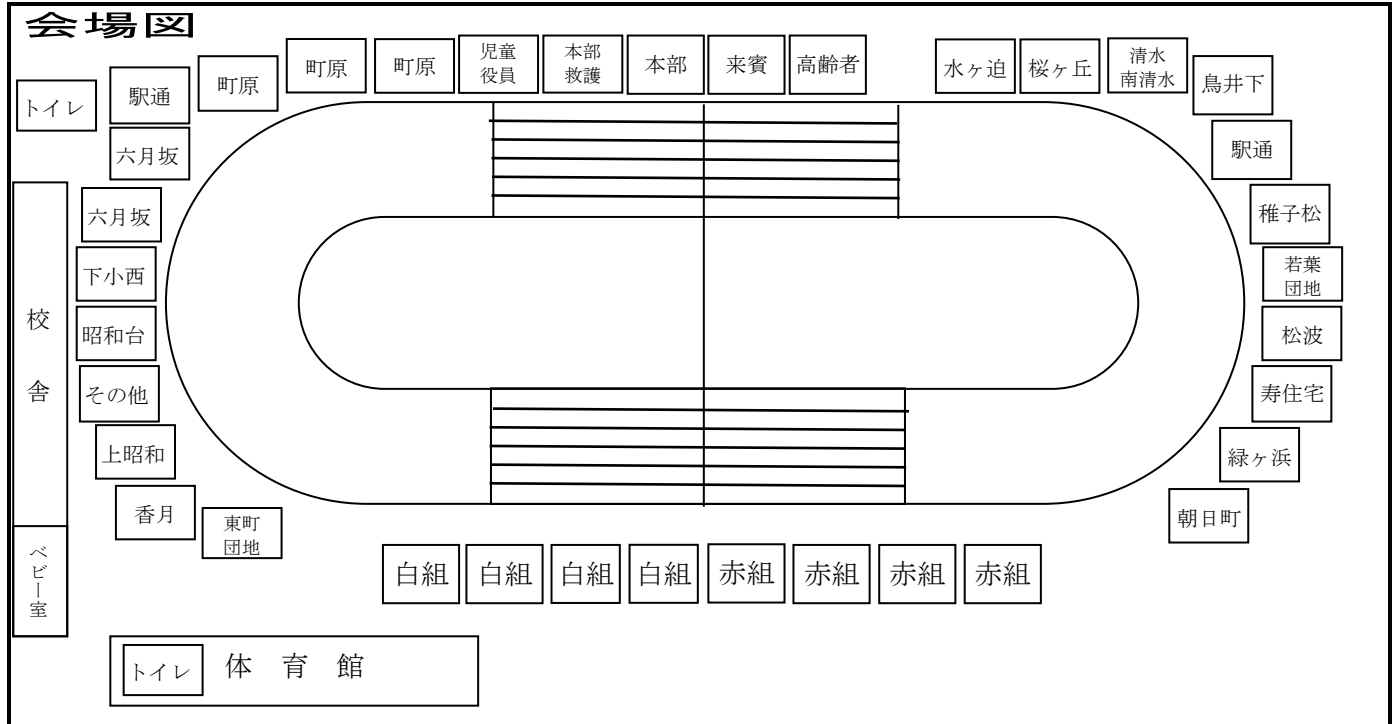 会場図
トイレ
駅通
町原
町原
町原
児童
役員
本部
救護
本部
来賓
高齢者
水ヶ迫
桜ヶ丘
清水
南清水
鳥井下
駅通
稚子松
若葉
団地
松波
寿住宅
緑ヶ浜
朝日町
六月坂
六月坂
下小西
昭和台
その他
上昭和
香月
東町
団地
校舎
ベビー室
白組
白組
白組
白組
赤組
赤組
赤組
赤組
トイレ
体育館